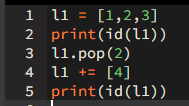 1 l1 = [1,2,3]
2 print(id(l1))
3 l1.pop(2)
4 l1 += [4]
5 print(id(l1))